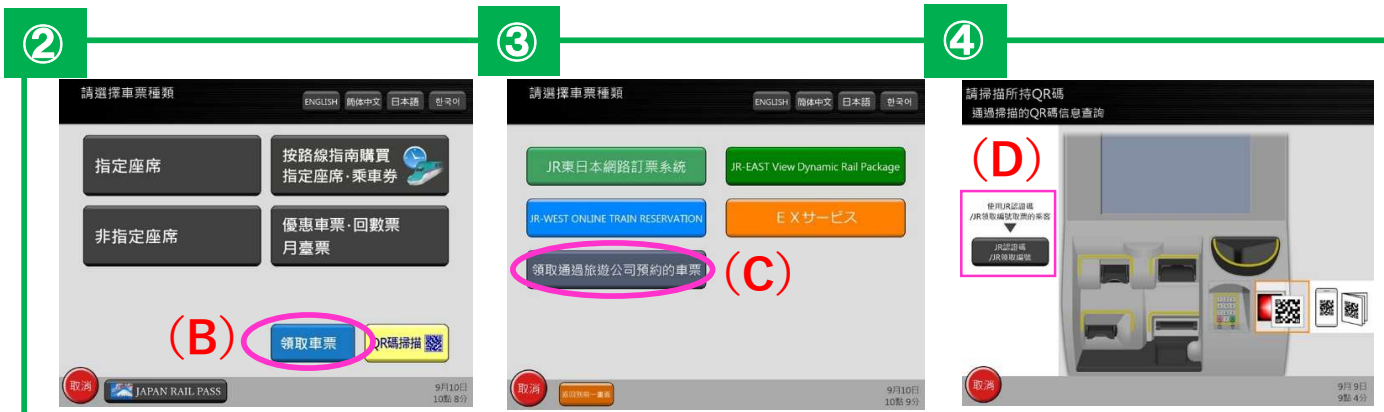 ②
請選擇車票種類
ENGLISH 簡体中文 日本語 한국어
指定座席
按路線指南購買
指定座席·乘車券
非指定座席
優惠車票·回數票
月臺票
(B)
領取車票
QR碼掃描
取消
JAPAN RAIL PASS
9月10日
10點 8分
③
請選擇車票種類
ENGLISH 簡体中文 日本語 한국어
JR東日本網路訂票系統
JR-EAST View Dynamic Rail Package
JR-WEST ONLINE TRAIN RESERVATION
EXサービス
領取通過旅遊公司預約的車票
(C)
取消
返回到前一畫面
9月10日
10點 9分
④
請掃描所持QR碼
通過掃描的QR碼信息查詢
(D)
使用JR認證碼
/JR領取編號取票的乘客
JR認證碼
/JR領取編號
取消
9月 9日
9點 4分